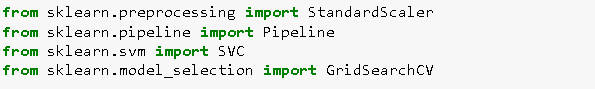 from sklearn.preprocessing import StandardScaler
from sklearn.pipeline import Pipeline
from sklearn.svm import SVC
from sklearn.model_selection import GridSearchCV